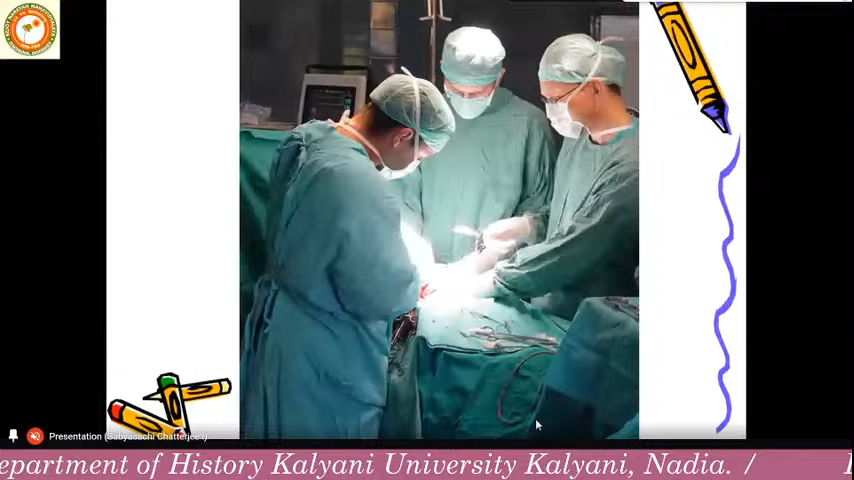 Presentation (Sabyasachi Chatterjee I)
epartment of History Kalyani University Kalyani, Nadia. /